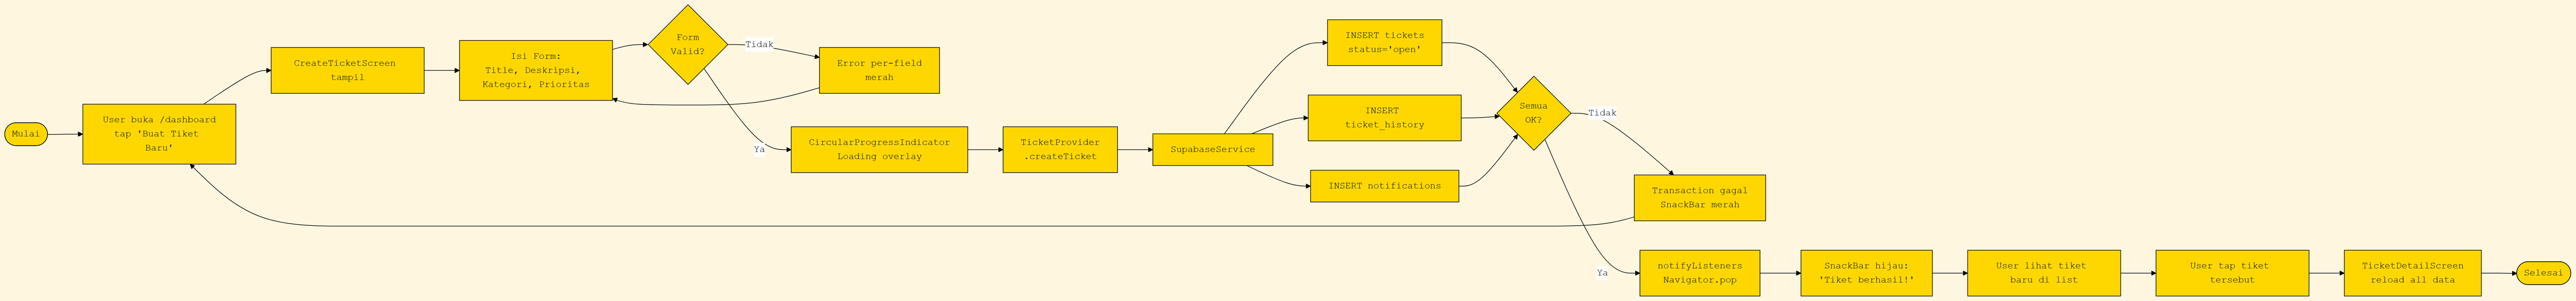 Mulai
User buka /dashboard
tap 'Buat Tiket
Baru'
CreateTicketScreen
tampil
Isi Form:
Title, Deskripsi,
Kategori, Prioritas
Form
Valid?
Tidak
Error per-field
merah
Ya
CircularProgressIndicator
Loading overlay
TicketProvider
.createTicket
SupabaseService
INSERT tickets
status='open'
INSERT
ticket_history
INSERT notifications
Semua
OK?
Tidak
Transaction gagal
SnackBar merah
Ya
notifyListeners
Navigator.pop
SnackBar hijau:
'Tiket berhasil!'
User lihat tiket
baru di list
User tap tiket
tersebut
TicketDetailScreen
reload all data
Selesai